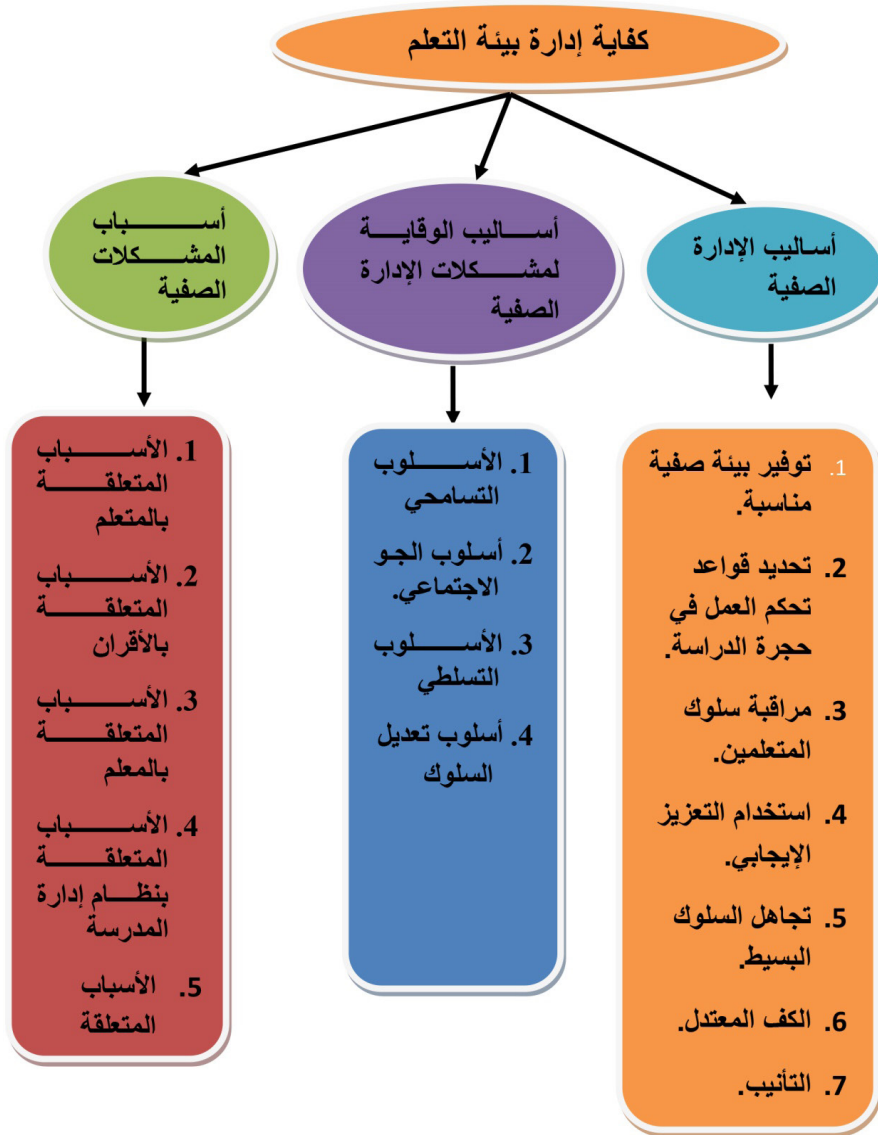 كفاية إدارة بيئة التعلم
أساليب الإدارة
الصفية
أساليب الوقاية
لمشكلات الإدارة
الصفية
أسباب
المشكلات
الصفية
1. توفير بيئة صفية
مناسبة.
2. تحديد قواعد
تحكم العمل في
حجرة الدراسة.
3. مراقبة سلوك
المتعلمين.
4. استخدام التعزيز
الإيجابي.
5. تجاهل السلوك
البسيط.
6. الكف المعتدل.
7. التأنيب.
1. الأسلوب
التسامحي
2. أسلوب الجو
الاجتماعي.
3. الأسلوب
التسلطي
4. أسلوب تعديل
السلوك
1. الأسباب
المتعلقة
بالمتعلم
2. الأسباب
المتعلقة
بالأقران
3. الأسباب
المتعلقة
بالمعلم
4. الأسباب
المتعلقة
بنظام إدارة
المدرسة
5. الأسباب
المتعلقة